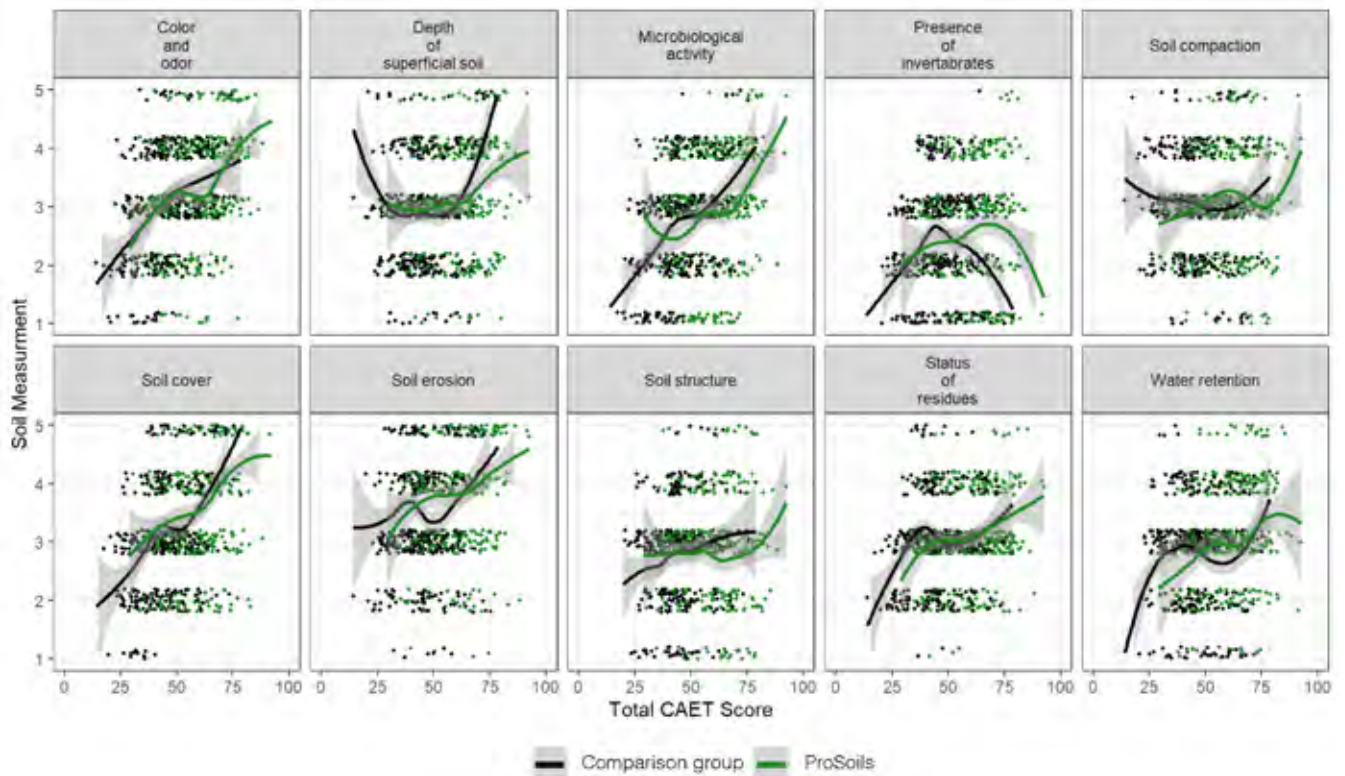 Color
and
odor
Depth
of
superficial soil
Microbiological
activity
Presence
of
invertabrates
Soil compaction
5
4
3
2
1
Soil cover
Soil erosion
Soil structure
Status
of
residues
Water retention
Soil Measurment
5
4
3
2
1
0 25 50 75 100 0 25 50 75 100 0 25 50 75 100 0 25 50 75 100 0 25 50 75 100
Total CAET Score
Comparison group ProSoils